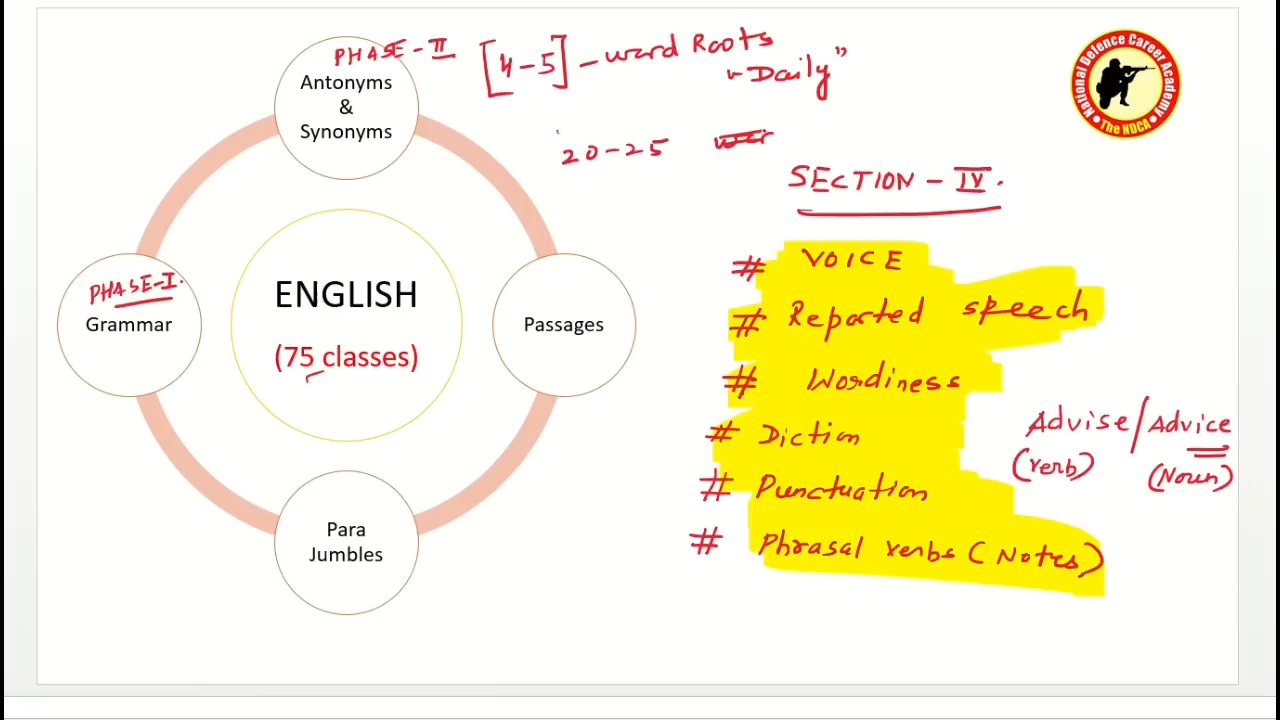 PHASE-II
[4-5] - word Roots
- Daily"
Antonyms
&
Synonyms
20-25
National Defence Career Academy
The NDCA
SECTION - IV.
PHASE-I.
Grammar
ENGLISH
(75 classes)
Passages
Para
Jumbles
# VOICE
# Reported speech
# Wordiness
# Diction
# Punctuation
# Phrasal verbs (Notes)
Advise/Advice
(verb) (Noun)